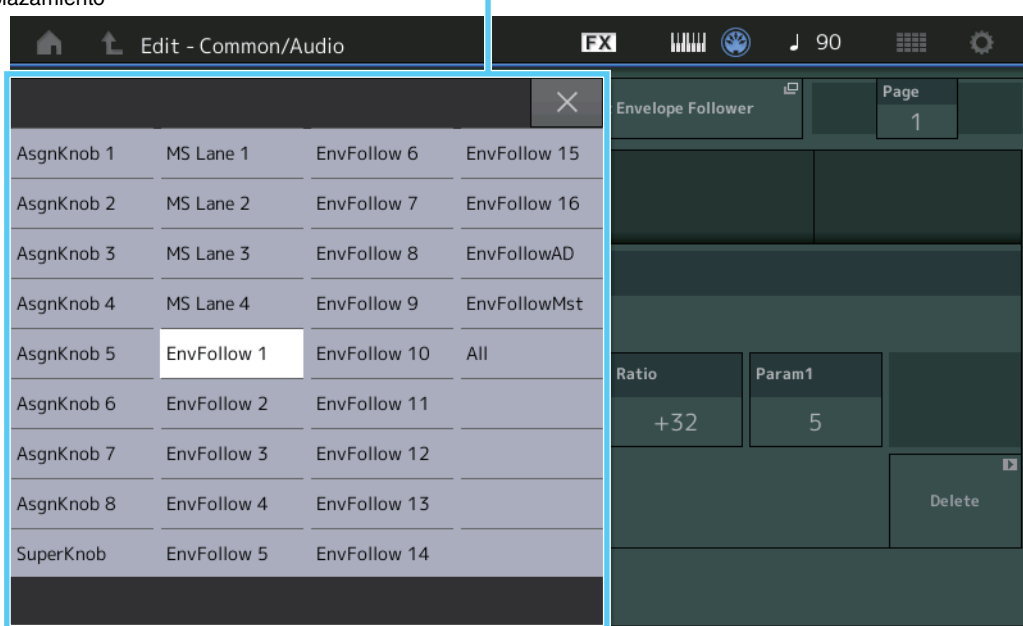 Edit - Common/Audio FX 90
Envelope Follower Page
1
AsgnKnob 1 MS Lane 1 EnvFollow 6 EnvFollow 15
AsgnKnob 2 MS Lane 2 EnvFollow 7 EnvFollow 16
AsgnKnob 3 MS Lane 3 EnvFollow 8 EnvFollowAD
AsgnKnob 4 MS Lane 4 EnvFollow 9 EnvFollowMst
AsgnKnob 5 EnvFollow 1 EnvFollow 10 All
Ratio Param1
AsgnKnob 6 EnvFollow 2 EnvFollow 11
+32 5
AsgnKnob 7 EnvFollow 3 EnvFollow 12
AsgnKnob 8 EnvFollow 4 EnvFollow 13
Delete
SuperKnob EnvFollow 5 EnvFollow 14